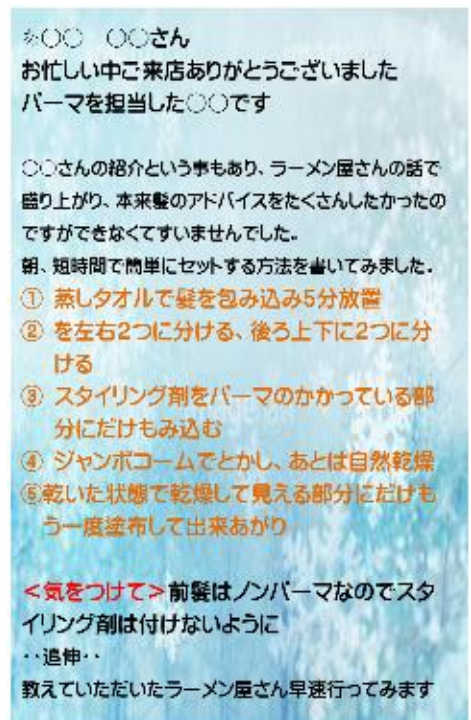 ※○○　○○さん
お忙しい中ご来店ありがとうございました
パーマを担当した○○です
○○さんの紹介という事もあり、ラーメン屋さんの話で
盛り上がり、本来髪のアドバイスをたくさんしたかったの
ですができなくてすいませんでした。
朝、短時間で簡単にセットする方法を書いてみました。
① 蒸しタオルで髪を包み込み5分放置
② を左右2つに分ける、後ろ上下に2つに分
ける
③ スタイリング剤をパーマのかかっている部
分にだけもみ込む
④ ジャンボコームでとかし、あとは自然乾燥
⑤乾いた状態で乾燥して見える部分にだけも
う一度塗布して出来あがり
＜気をつけて＞前髪はノンパーマなのでスタ
イリング剤は付けないように
・・追伸・・
教えていただいたラーメン屋さん早速行ってみます